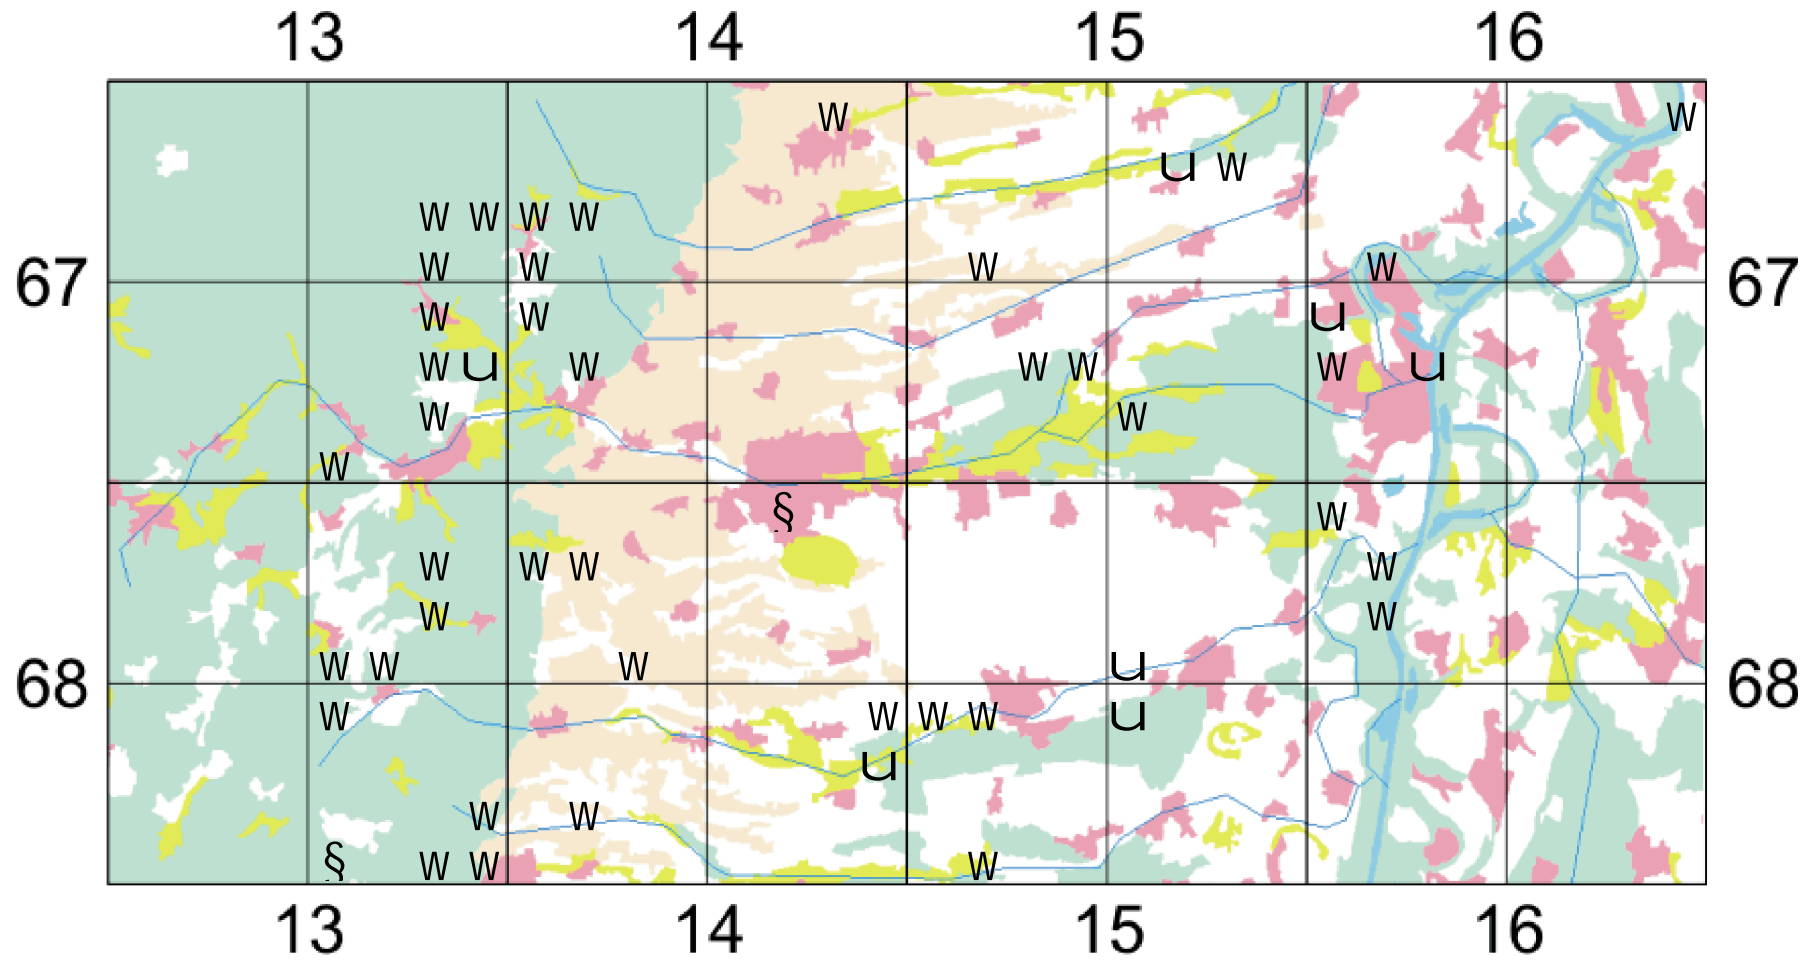 13 14 15 16
W W
u W
W W W W
67 W W W W 67
W W u
W u W W W W u
W W
W
§ W
W W W W
W W
W W W u
68 68
W W W W u
u
W W
§ W W W
13 14 15 16